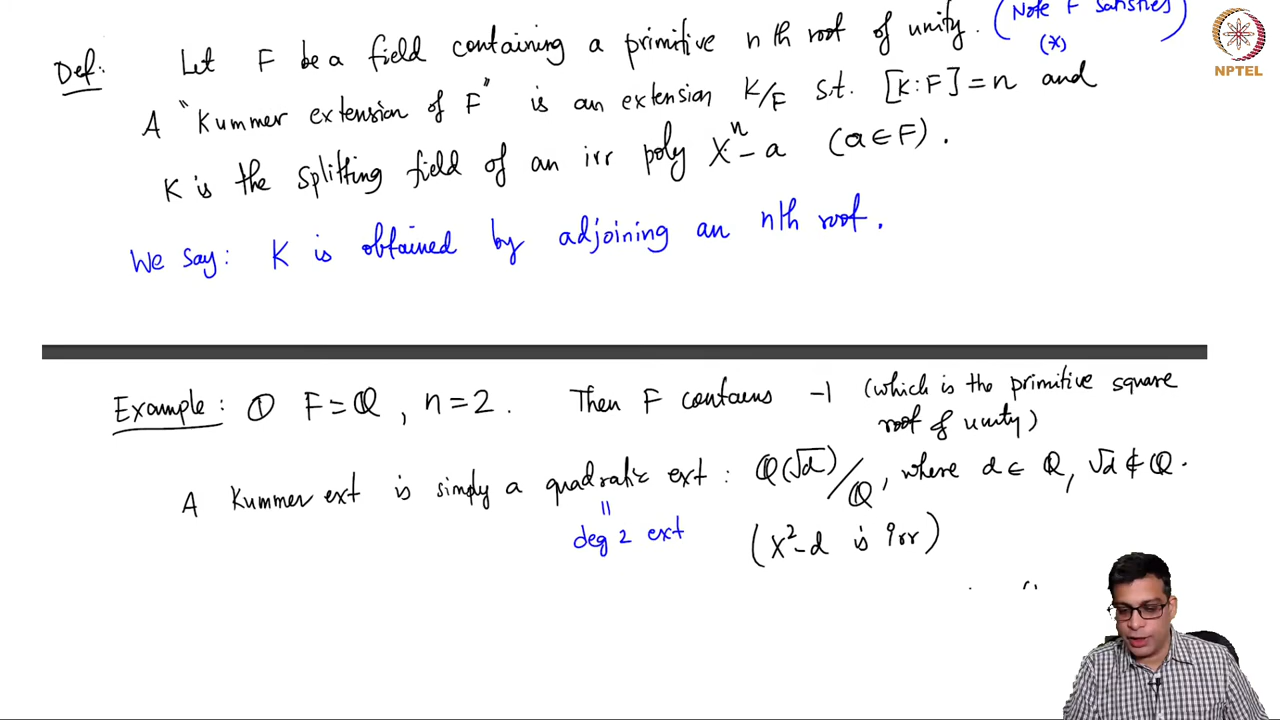 (Note F satisfies
(*))
NPTEL
Def: Let F be a field containing a primitive nth root of unity.
A "Kummer extension of F" is an extension K/F s.t. [K:F]=n and
K is the splitting field of an irr poly Xⁿ-a (a∈F).
We say: K is obtained by adjoining an nth root.
Example: ① F=ℚ, n=2. Then F contains -1 (which is the primitive square
root of unity)
A Kummer ext is simply a quadratic ext: ℚ(√d)/ℚ, where d∈ℚ, √d∉ℚ.
=
deg 2 ext (X²-d is irr)